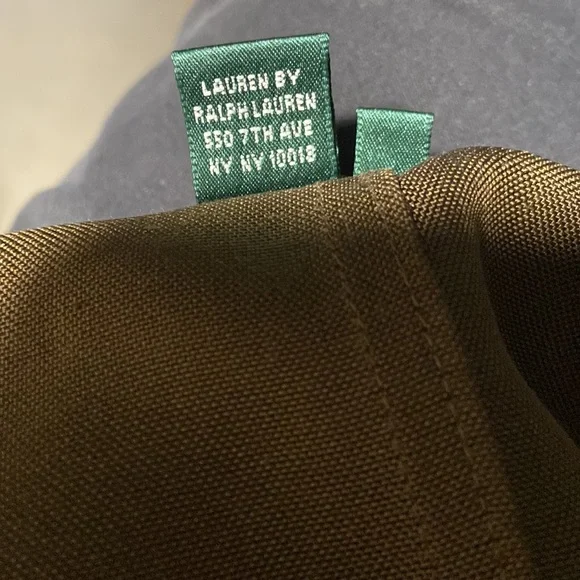 LAUREN BY
RALPH LAUREN
550 7TH AVE
NY NY 10018